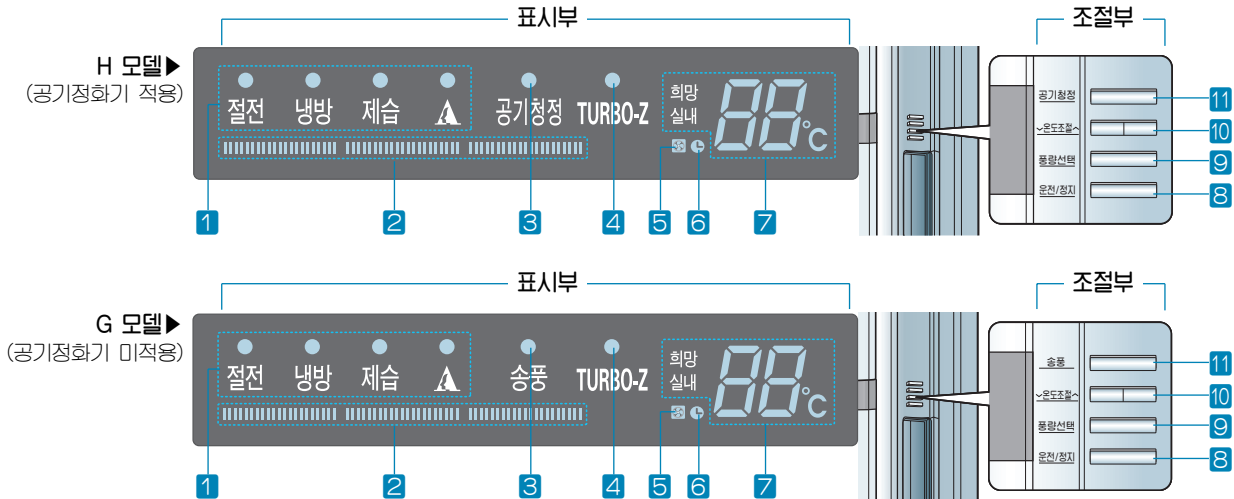 표시부
조절부
H 모델▶
(공기정화기 적용)
절전 냉방 제습 공기청정 TURBO-Z
희망
실내
88°C
공기청정
온도조절
풍량선택
운전/정지
1 2 3 4 5 6 7
11
10
9
8
표시부
조절부
G 모델▶
(공기정화기 미적용)
절전 냉방 제습 송풍 TURBO-Z
희망
실내
88°C
송풍
온도조절
풍량선택
운전/정지
1 2 3 4 5 6 7
11
10
9
8